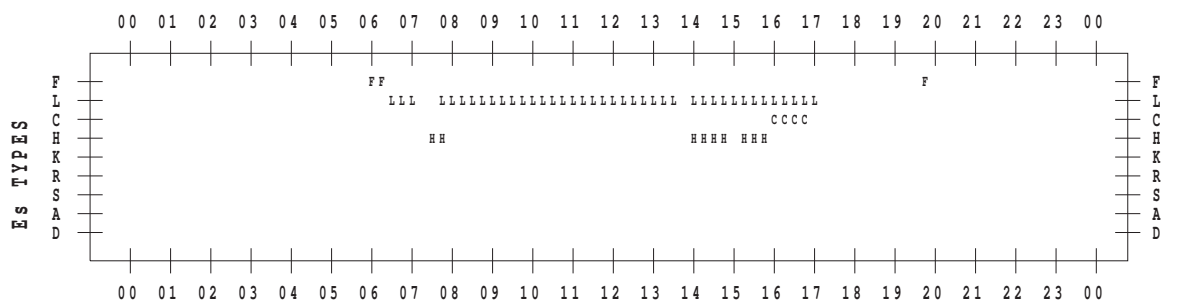 00 01 02 03 04 05 06 07 08 09 10 11 12 13 14 15 16 17 18 19 20 21 22 23 00
F FF F F
L LLL LLLLLLLLLLLLLLLLLLLLLLLL LLLLLLLLLLLLL L
C CCCC C
H HH HHHH HHH H
K K
R R
S S
A A
D D
Es TYPES
00 01 02 03 04 05 06 07 08 09 10 11 12 13 14 15 16 17 18 19 20 21 22 23 00